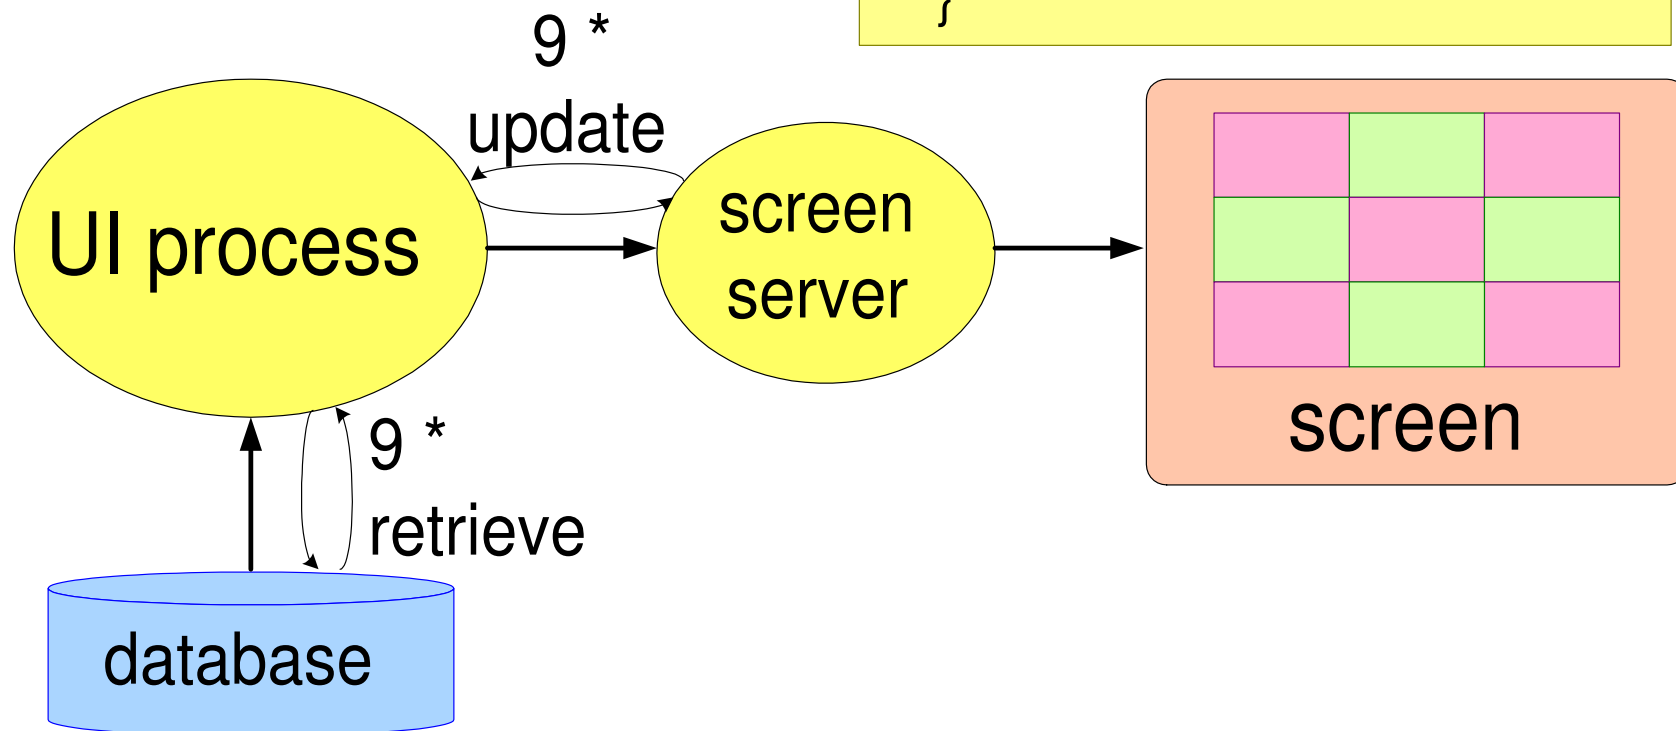 }
9 *
update
UI process
screen
server
screen
9 *
retrieve
database